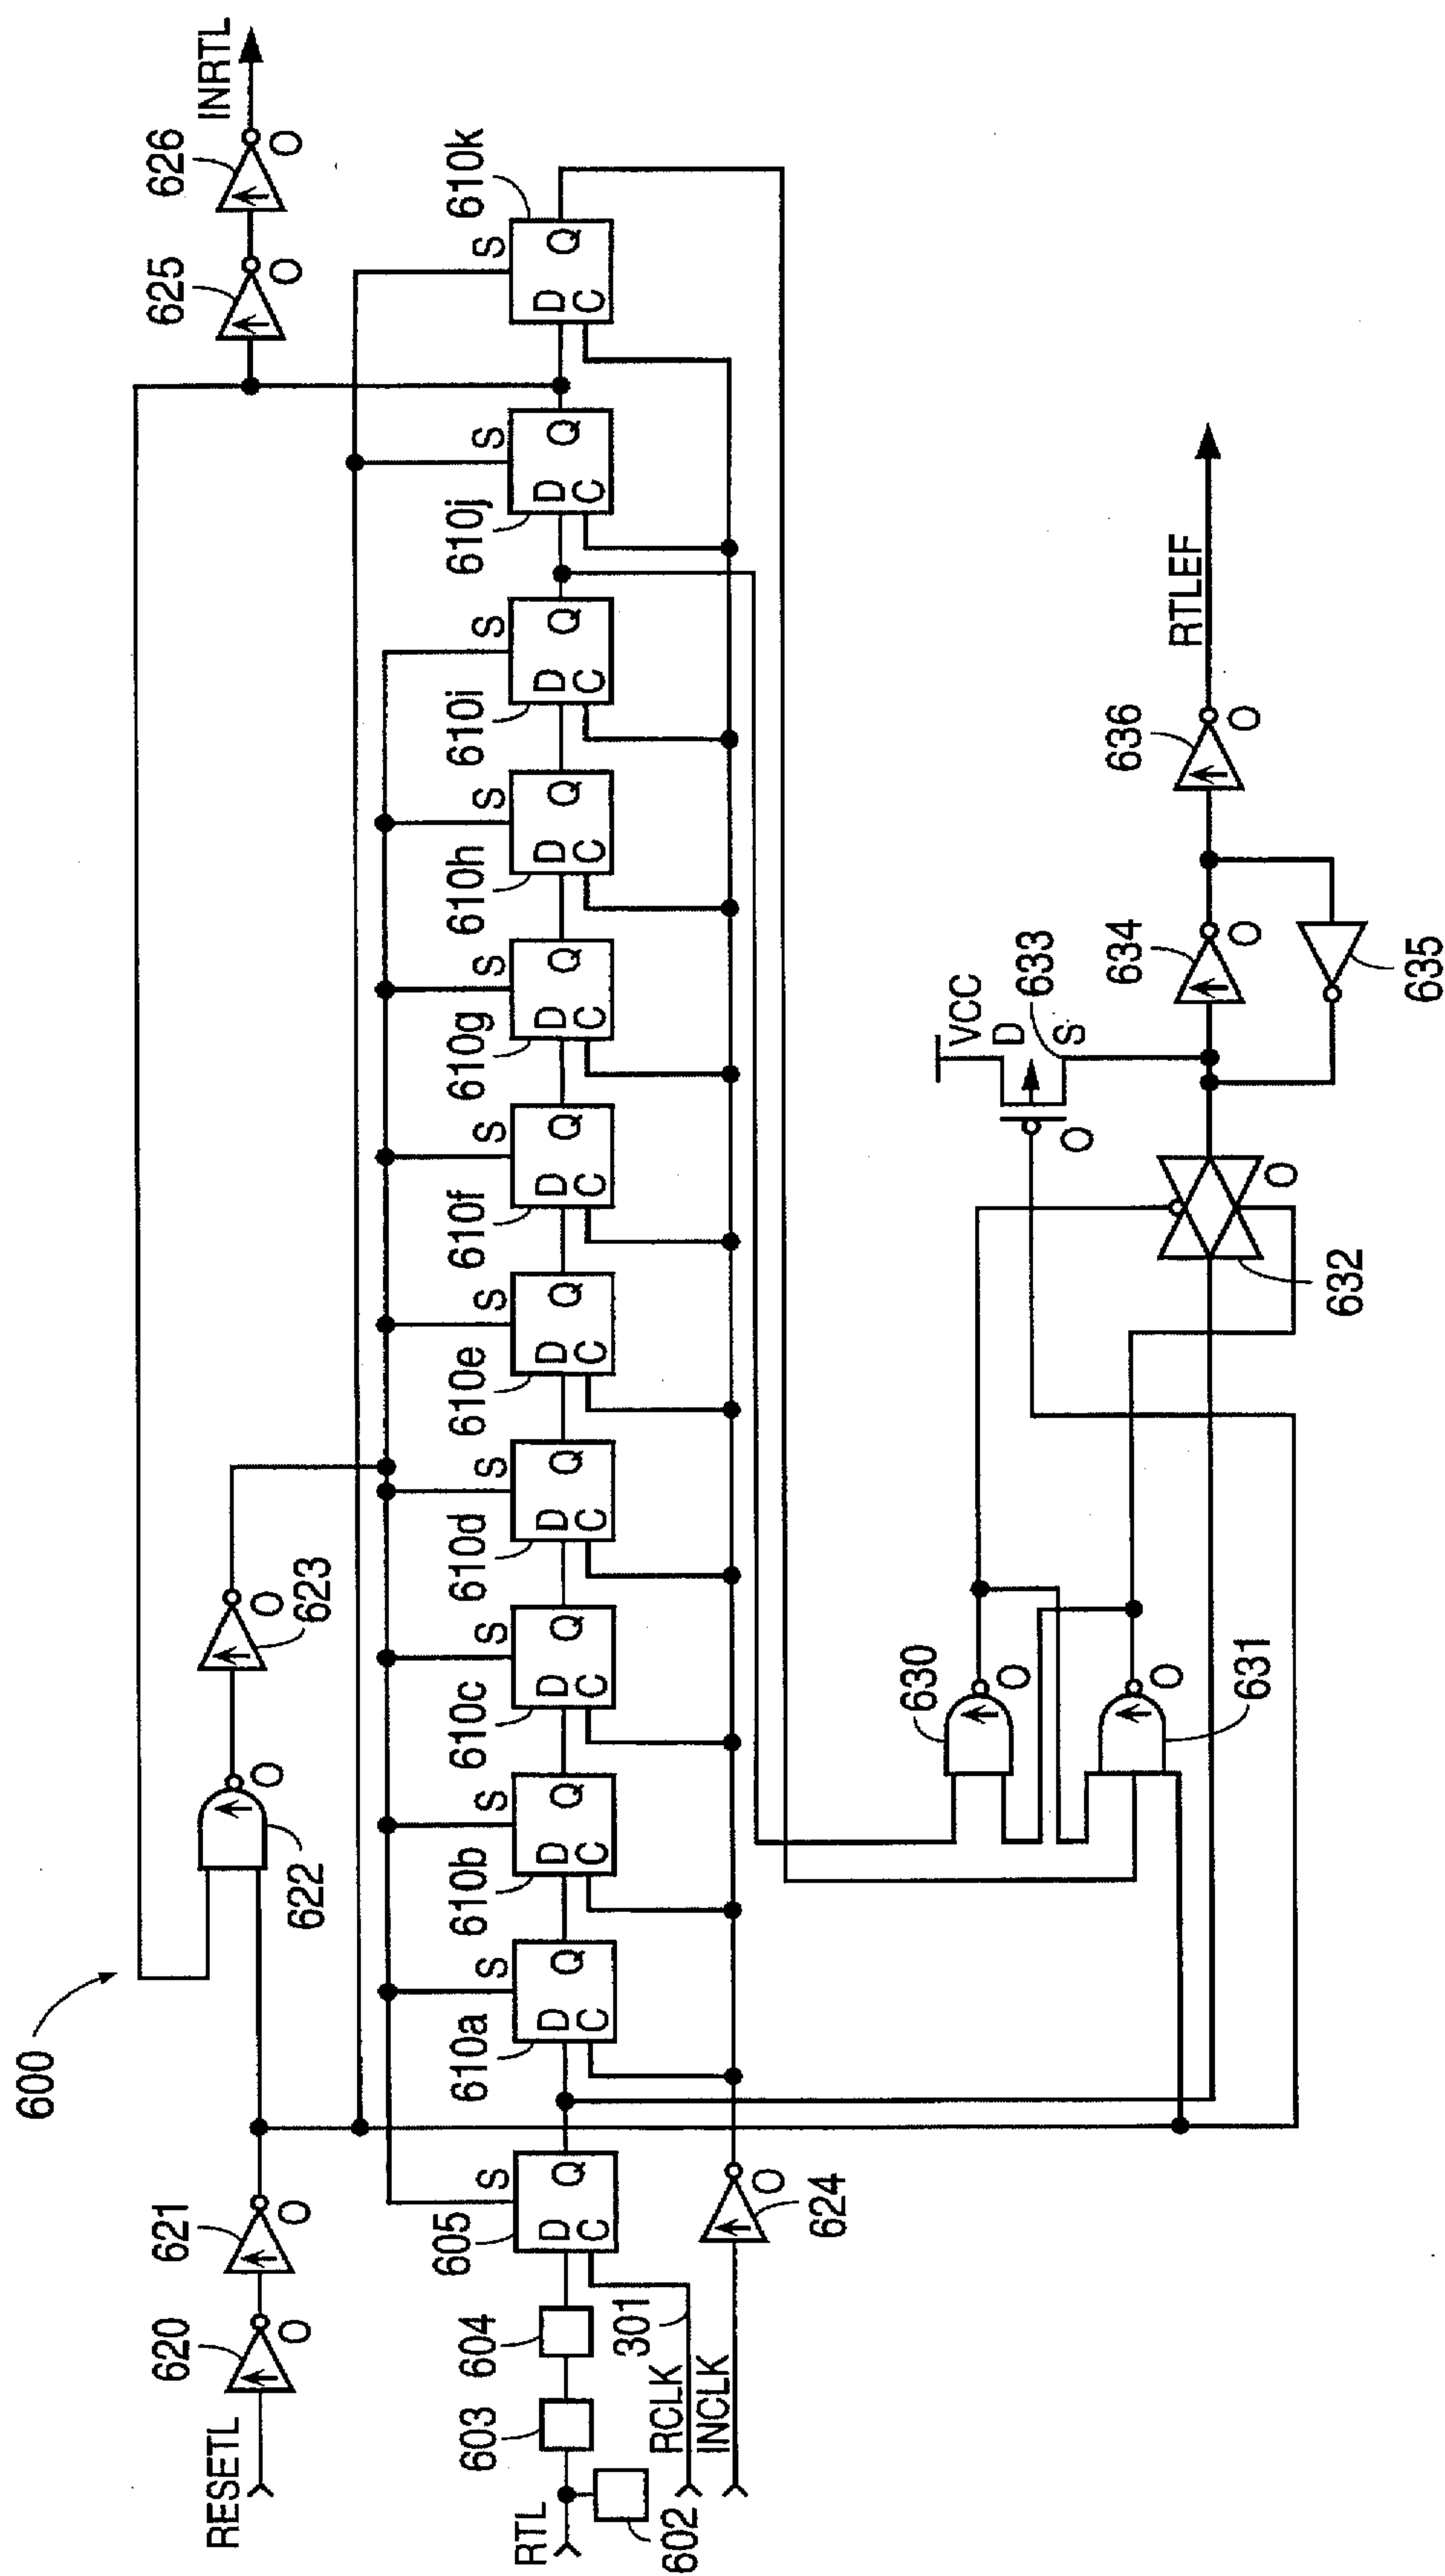 600
RESETL
620
O
621
O
622
O
623
O
625
O
626
O
INRTL
RTL
602
603
604
605
S
D
C
Q
610a
S
D
C
Q
610b
S
D
C
Q
610c
S
D
C
Q
610d
S
D
C
Q
610e
S
D
C
Q
610f
S
D
C
Q
610g
S
D
C
Q
610h
S
D
C
Q
610i
S
D
C
Q
610j
S
D
C
Q
610k
S
D
C
Q
RCLK
301
INCLK
624
O
630
O
631
O
632
O
VCC
D
S
633
O
634
O
635
636
O
RTLEF